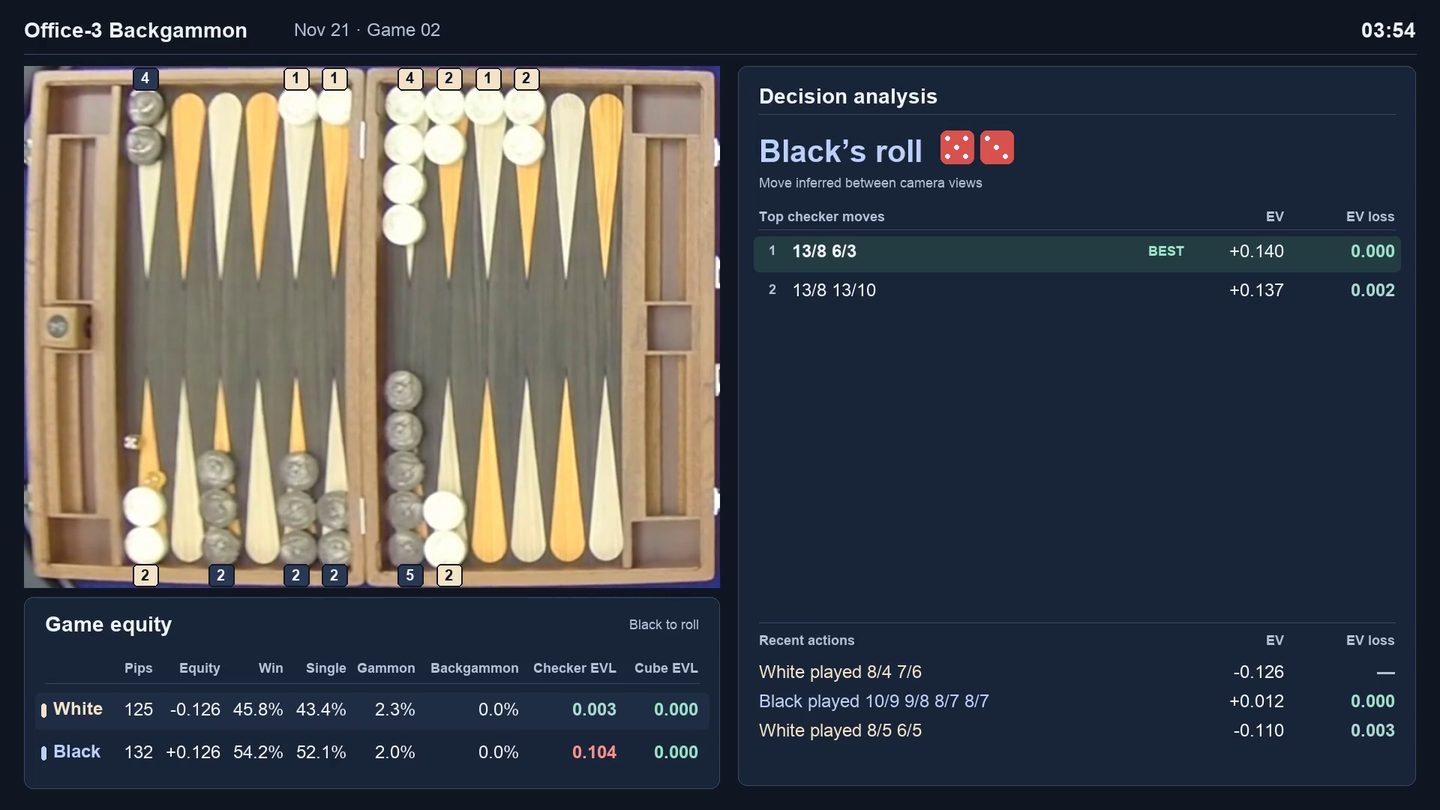 Office-3 Backgammon Nov 21 · Game 02 03:54
4 1 1 4 2 1 2
2 2 2 2 5 2
Game equity Black to roll
Pips Equity Win Single Gammon Backgammon Checker EVL Cube EVL
White 125 -0.126 45.8% 43.4% 2.3% 0.0% 0.003 0.000
Black 132 +0.126 54.2% 52.1% 2.0% 0.0% 0.104 0.000
Decision analysis
Black’s roll
Move inferred between camera views
Top checker moves EV EV loss
1 13/8 6/3 BEST +0.140 0.000
2 13/8 13/10 +0.137 0.002
Recent actions EV EV loss
White played 8/4 7/6 -0.126 —
Black played 10/9 9/8 8/7 8/7 +0.012 0.000
White played 8/5 6/5 -0.110 0.003